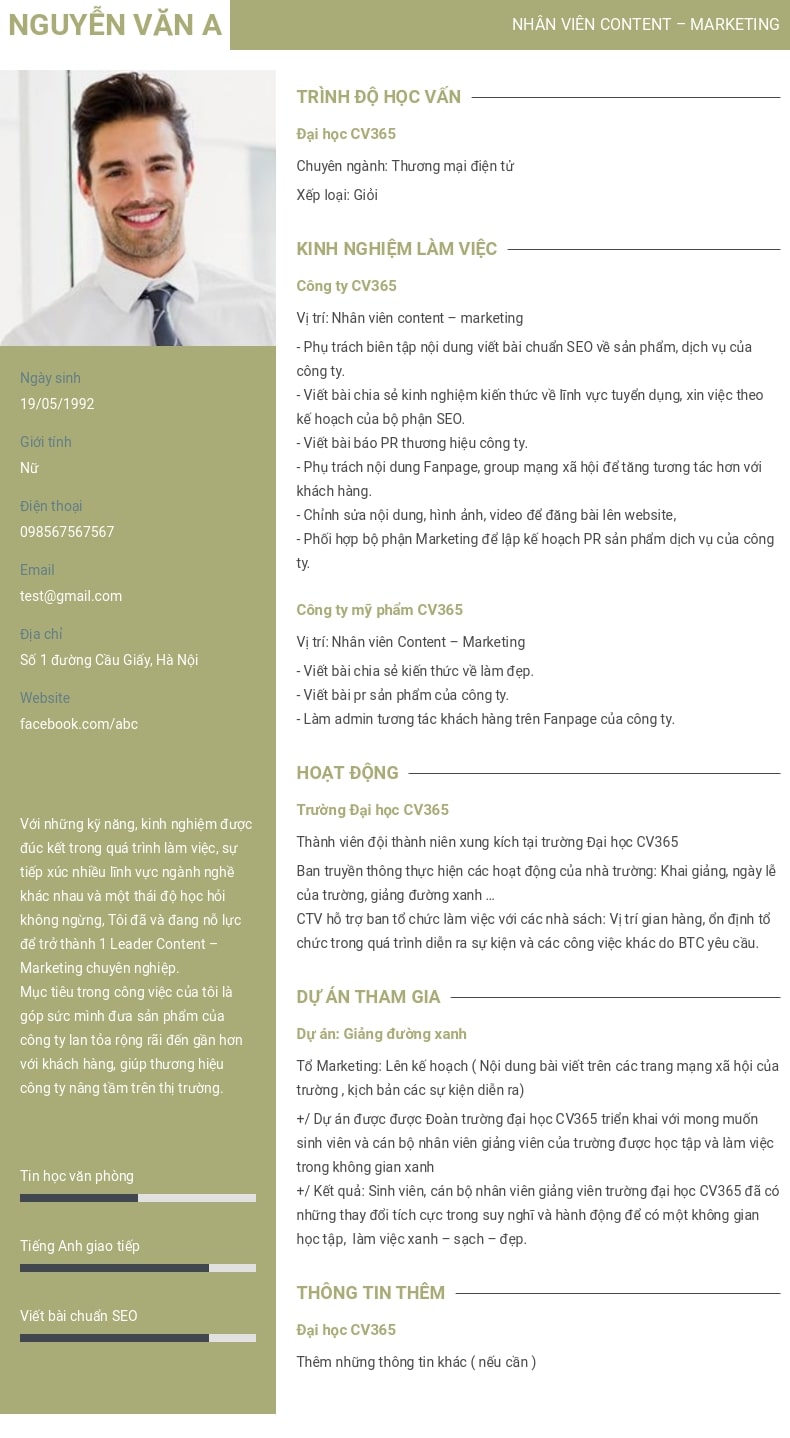 NGUYỄN VĂN A
NHÂN VIÊN CONTENT – MARKETING
Ngày sinh
19/05/1992
Giới tính
Nữ
Điện thoại
098567567567
Email
test@gmail.com
Địa chỉ
Số 1 đường Cầu Giấy, Hà Nội
Website
facebook.com/abc
Với những kỹ năng, kinh nghiệm được
đúc kết trong quá trình làm việc, sự
tiếp xúc nhiều lĩnh vực ngành nghề
khác nhau và một thái độ học hỏi
không ngừng, Tôi đã và đang nỗ lực
để trở thành 1 Leader Content –
Marketing chuyên nghiệp.
Mục tiêu trong công việc của tôi là
góp sức mình đưa sản phẩm của
công ty lan tỏa rộng rãi đến gần hơn
với khách hàng, giúp thương hiệu
công ty nâng tầm trên thị trường.
Tin học văn phòng
Tiếng Anh giao tiếp
Viết bài chuẩn SEO
TRÌNH ĐỘ HỌC VẤN
Đại học CV365
Chuyên ngành: Thương mại điện tử
Xếp loại: Giỏi
KINH NGHIỆM LÀM VIỆC
Công ty CV365
Vị trí: Nhân viên content – marketing
- Phụ trách biên tập nội dung viết bài chuẩn SEO về sản phẩm, dịch vụ của
công ty.
- Viết bài chia sẻ kinh nghiệm kiến thức về lĩnh vực tuyển dụng, xin việc theo
kế hoạch của bộ phận SEO.
- Viết bài báo PR thương hiệu công ty.
- Phụ trách nội dung Fanpage, group mạng xã hội để tăng tương tác hơn với
khách hàng.
- Chỉnh sửa nội dung, hình ảnh, video để đăng bài lên website,
- Phối hợp bộ phận Marketing để lập kế hoạch PR sản phẩm dịch vụ của công
ty.
Công ty mỹ phẩm CV365
Vị trí: Nhân viên Content – Marketing
- Viết bài chia sẻ kiến thức về làm đẹp.
- Viết bài pr sản phẩm của công ty.
- Làm admin tương tác khách hàng trên Fanpage của công ty.
HOẠT ĐỘNG
Trường Đại học CV365
Thành viên đội thành niên xung kích tại trường Đại học CV365
Ban truyền thông thực hiện các hoạt động của nhà trường: Khai giảng, ngày lễ
của trường, giảng đường xanh …
CTV hỗ trợ ban tổ chức làm việc với các nhà sách: Vị trí gian hàng, ổn định tổ
chức trong quá trình diễn ra sự kiện và các công việc khác do BTC yêu cầu.
DỰ ÁN THAM GIA
Dự án: Giảng đường xanh
Tổ Marketing: Lên kế hoạch ( Nội dung bài viết trên các trang mạng xã hội của
trường , kịch bản các sự kiện diễn ra)
+/ Dự án được được Đoàn trường đại học CV365 triển khai với mong muốn
sinh viên và cán bộ nhân viên giảng viên của trường được học tập và làm việc
trong không gian xanh
+/ Kết quả: Sinh viên, cán bộ nhân viên giảng viên trường đại học CV365 đã có
những thay đổi tích cực trong suy nghĩ và hành động để có một không gian
học tập, làm việc xanh – sạch – đẹp.
THÔNG TIN THÊM
Đại học CV365
Thêm những thông tin khác ( nếu cần )